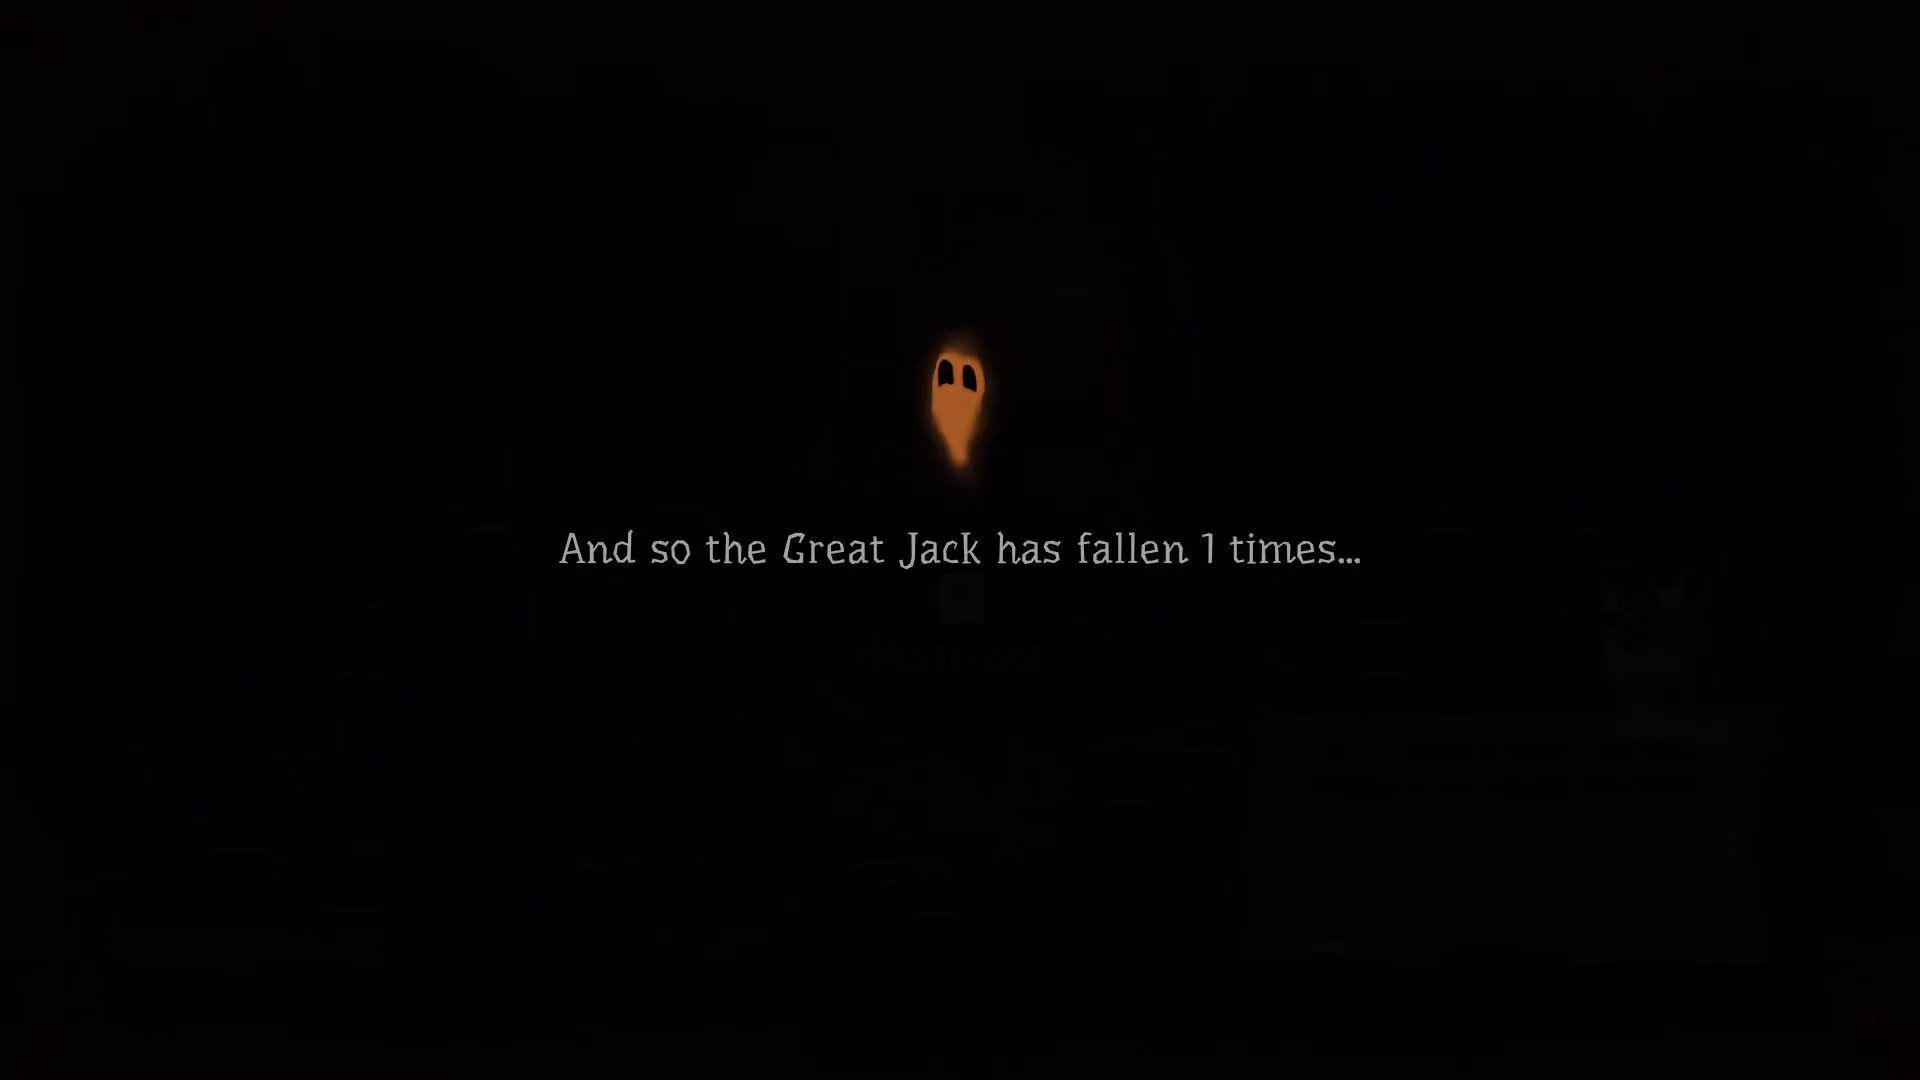 And so the Great Jack has fallen 1 times...